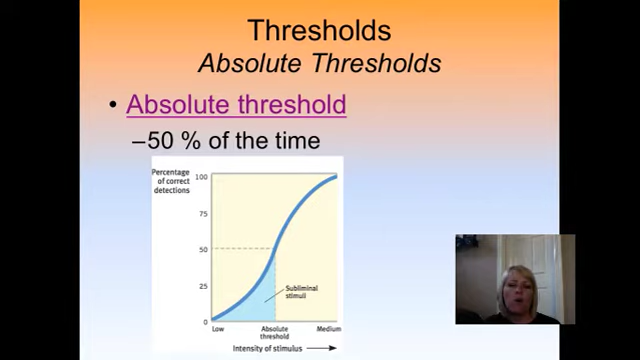 Thresholds
Absolute Thresholds
• Absolute threshold
–50 % of the time
Percentage
of correct
detections
100
75
50
25
0
Subliminal
stimuli
Low
Absolute
threshold
Medium
Intensity of stimulus